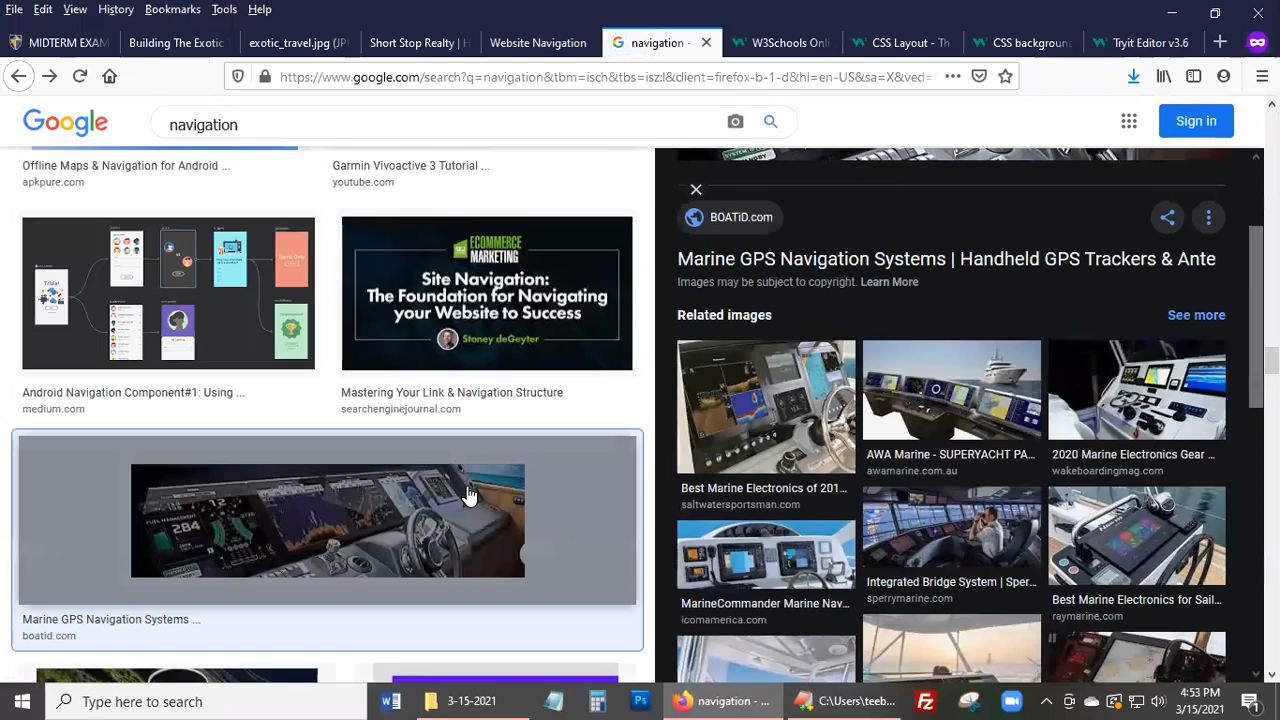 File Edit View History Bookmarks Tools Help
MIDTERM EXAM
Building The Exotic T
exotic_travel.jpg (JP
Short Stop Realty | H
Website Navigation
navigation -
W3Schools Onli
CSS Layout - Th
CSS backgroun
Tryit Editor v3.6
https://www.google.com/search?q=navigation&tbm=isch&tbs=isz:l&client=firefox-b-1-d&hl=en-US&sa=X&ved=
Google
navigation
Sign in
Offline Maps & Navigation for Android ...
apkpure.com
Garmin Vivoactive 3 Tutorial ...
youtube.com
ECOMMERCE
MARKETING
Site Navigation:
The Foundation for Navigating
your Website to Success
Stoney deGeyter
Android Navigation Component#1: Using ...
medium.com
Mastering Your Link & Navigation Structure
searchenginejournal.com
284
Marine GPS Navigation Systems ...
boatid.com
BOATiD.com
Marine GPS Navigation Systems | Handheld GPS Trackers & Ante
Images may be subject to copyright. Learn More
Related images
See more
Best Marine Electronics of 201...
saltwatersportsman.com
AWA Marine - SUPERYACHT PA...
awamarine.com.au
2020 Marine Electronics Gear ...
wakeboardingmag.com
MarineCommander Marine Nav...
icomamerica.com
Integrated Bridge System | Sper...
sperrymarine.com
Best Marine Electronics for Sail...
raymarine.com
Type here to search
3-15-2021
navigation - ...
C:\Users\teeb...
4:53 PM
3/15/2021